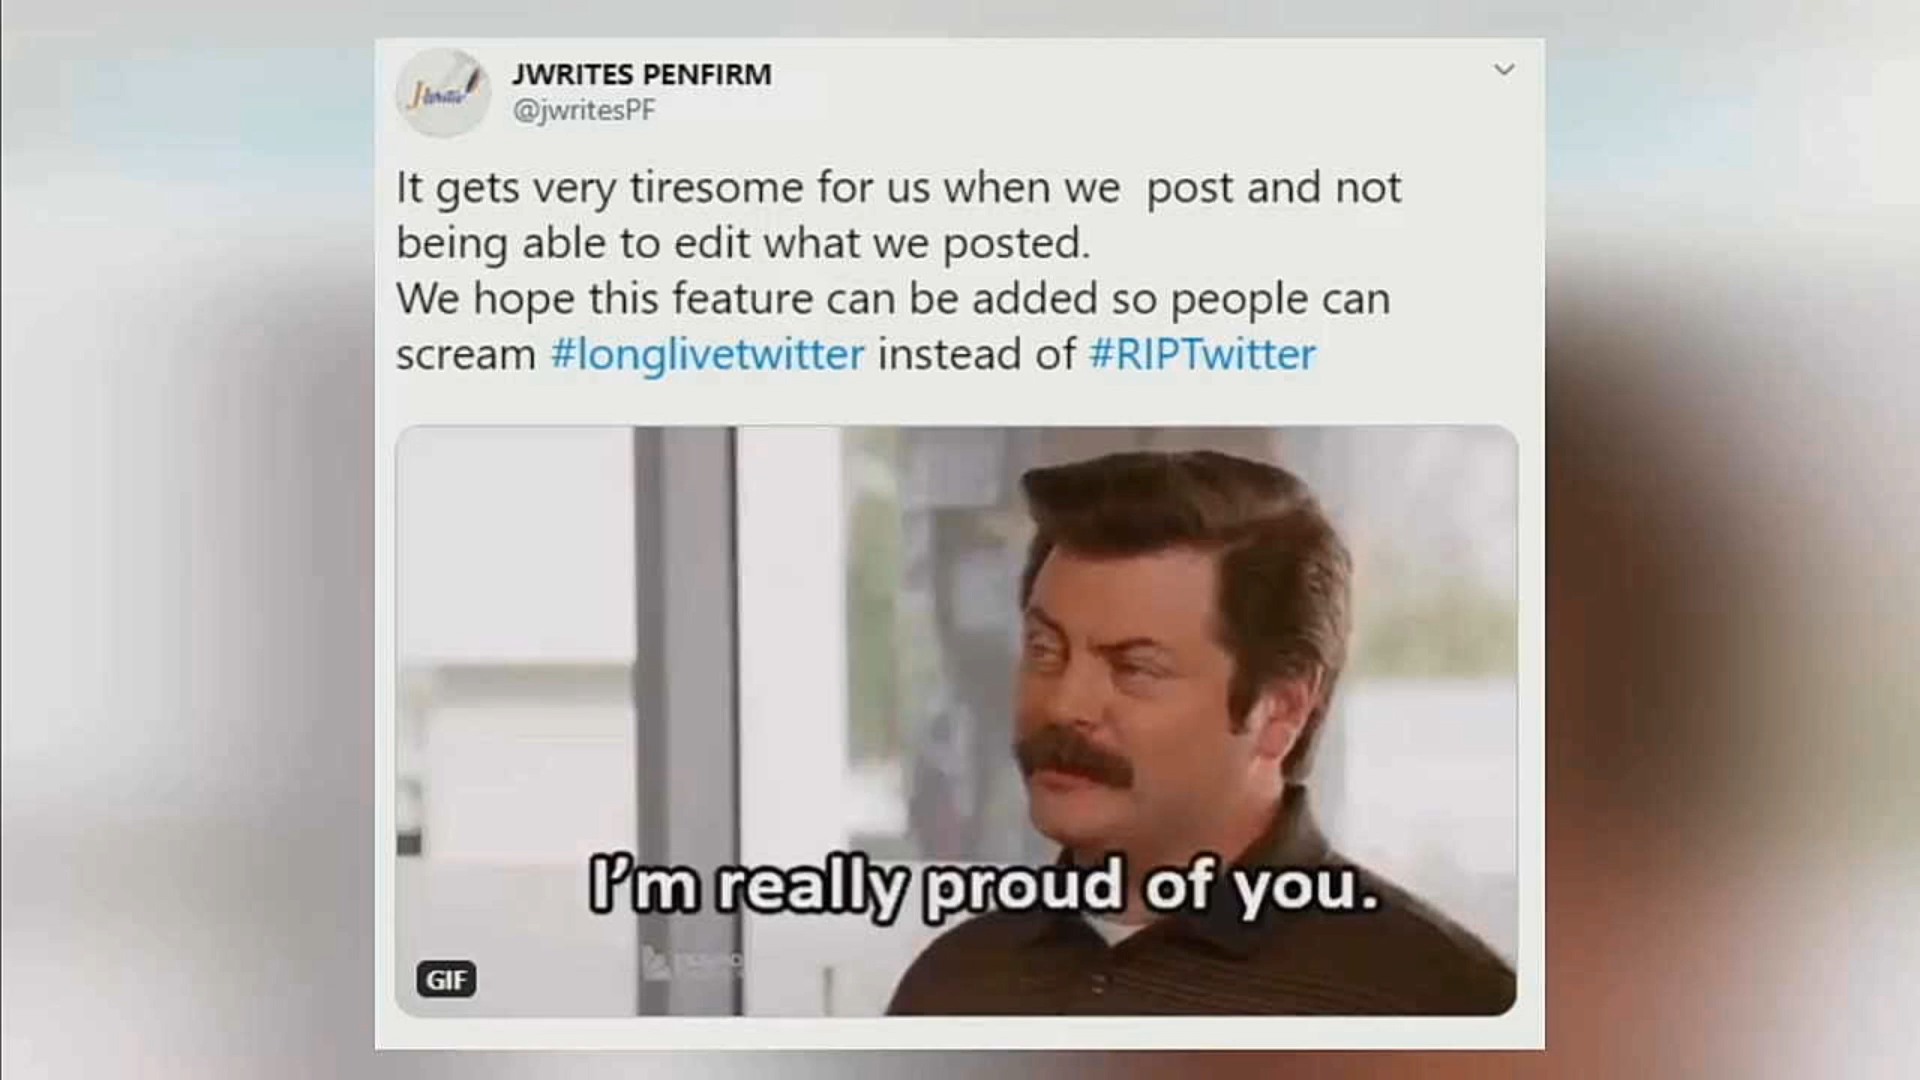 JWRITES PENFIRM
@jwritesPF
It gets very tiresome for us when we post and not
being able to edit what we posted.
We hope this feature can be added so people can
scream #longlivetwitter instead of #RIPTwitter
I'm really proud of you.
GIF